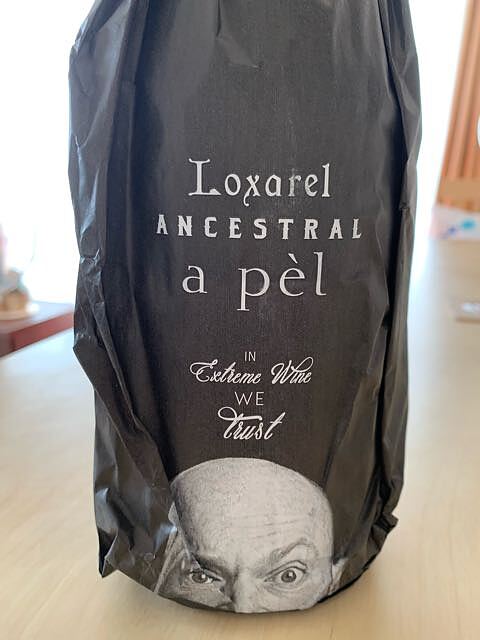 Loxarel
ANCESTRAL
a pèl
IN
Extreme Wine
WE
trust